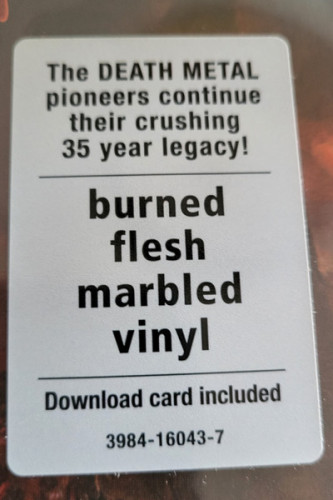 The DEATH METAL
pioneers continue
their crushing
35 year legacy!
burned
flesh
marbled
vinyl
Download card included
3984-16043-7